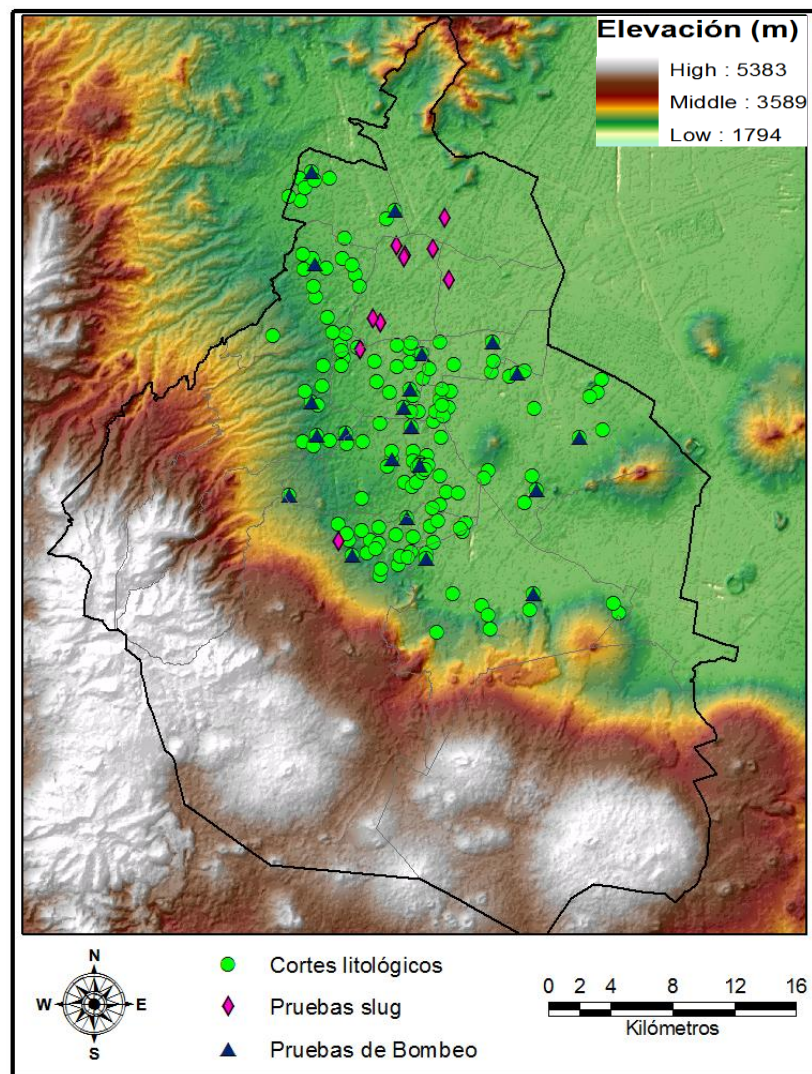 Elevación (m)
High : 5383
Middle : 3589
Low : 1794
N
W E
S
Cortes litológicos
Pruebas slug
Pruebas de Bombeo
0 2 4 8 12 16
Kilómetros